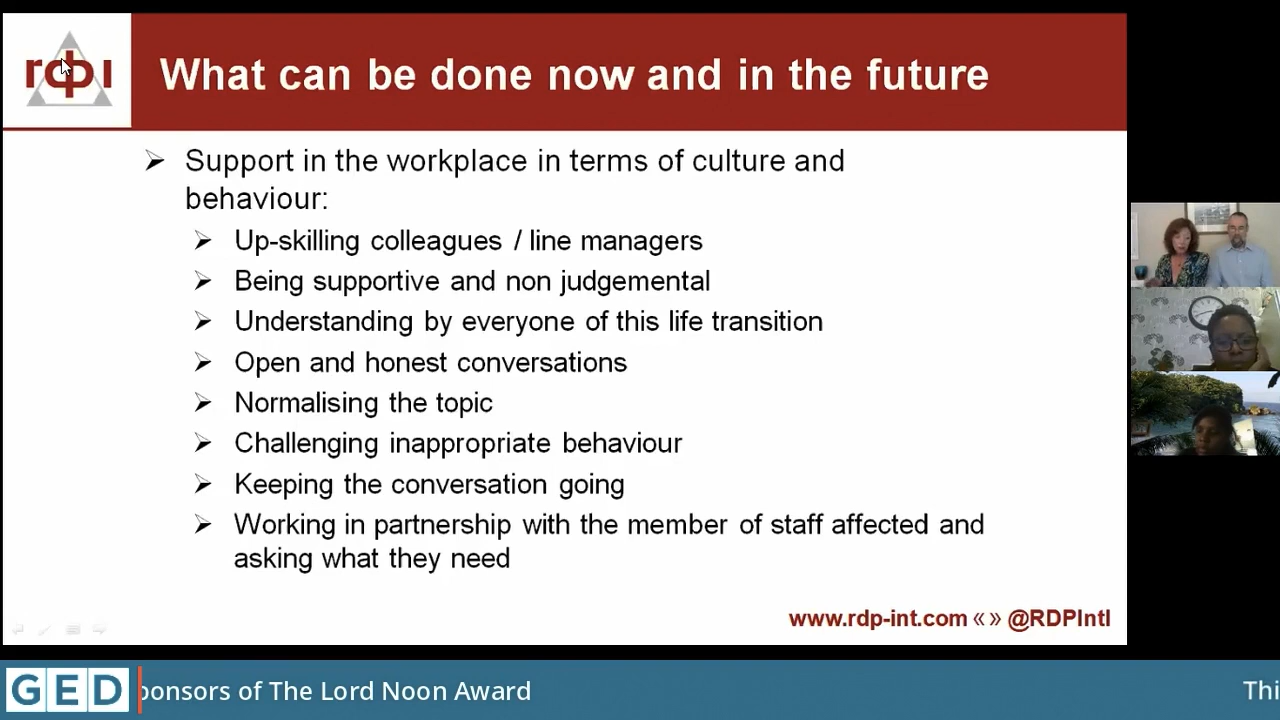 rdpi
What can be done now and in the future
Support in the workplace in terms of culture and
behaviour:
Up-skilling colleagues / line managers
Being supportive and non judgemental
Understanding by everyone of this life transition
Open and honest conversations
Normalising the topic
Challenging inappropriate behaviour
Keeping the conversation going
Working in partnership with the member of staff affected and
asking what they need
www.rdp-int.com «» @RDPIntl
GED ponsors of The Lord Noon Award Thi